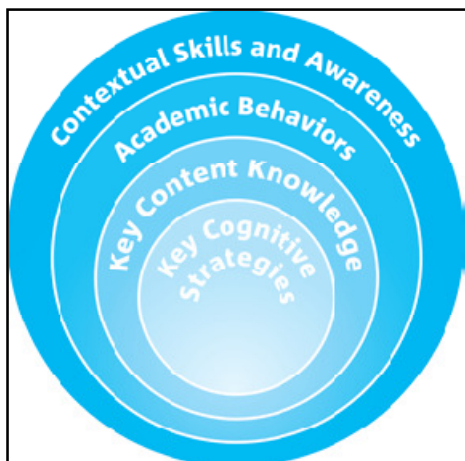 Contextual Skills and Awareness
Academic Behaviors
Key Content Knowledge
Key Cognitive
Strategies